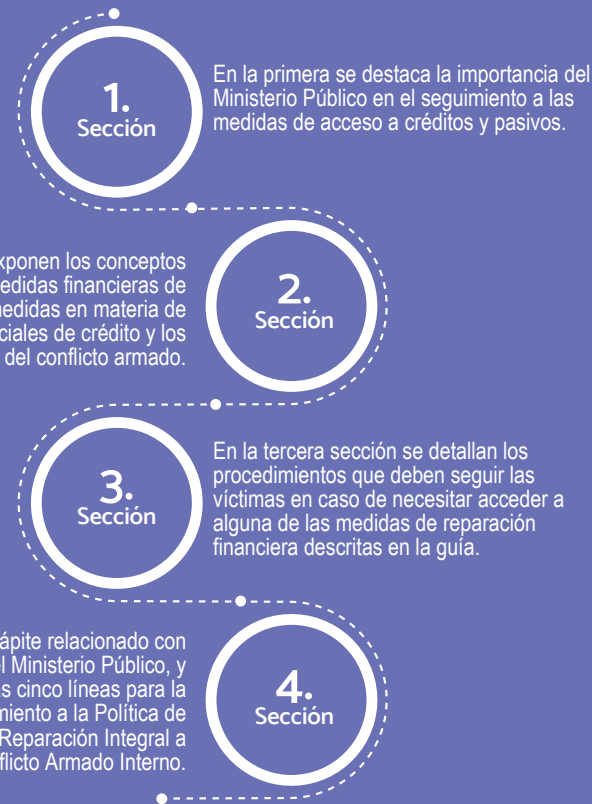 1.
Sección
En la primera se destaca la importancia del
Ministerio Público en el seguimiento a las
medidas de acceso a créditos y pasivos.
xponen los conceptos
edidas financieras de
nedidas en materia de
ciales de crédito y los
del conflicto armado.
2.
Sección
3.
Sección
En la tercera sección se detallan los
procedimientos que deben seguir las
víctimas en caso de necesitar acceder a
alguna de las medidas de reparación
financiera descritas en la guía.
ápite relacionado con
el Ministerio Público, y
as cinco líneas para la
miento a la Política de
Reparación Integral a
flicto Armado Interno.
4.
Sección